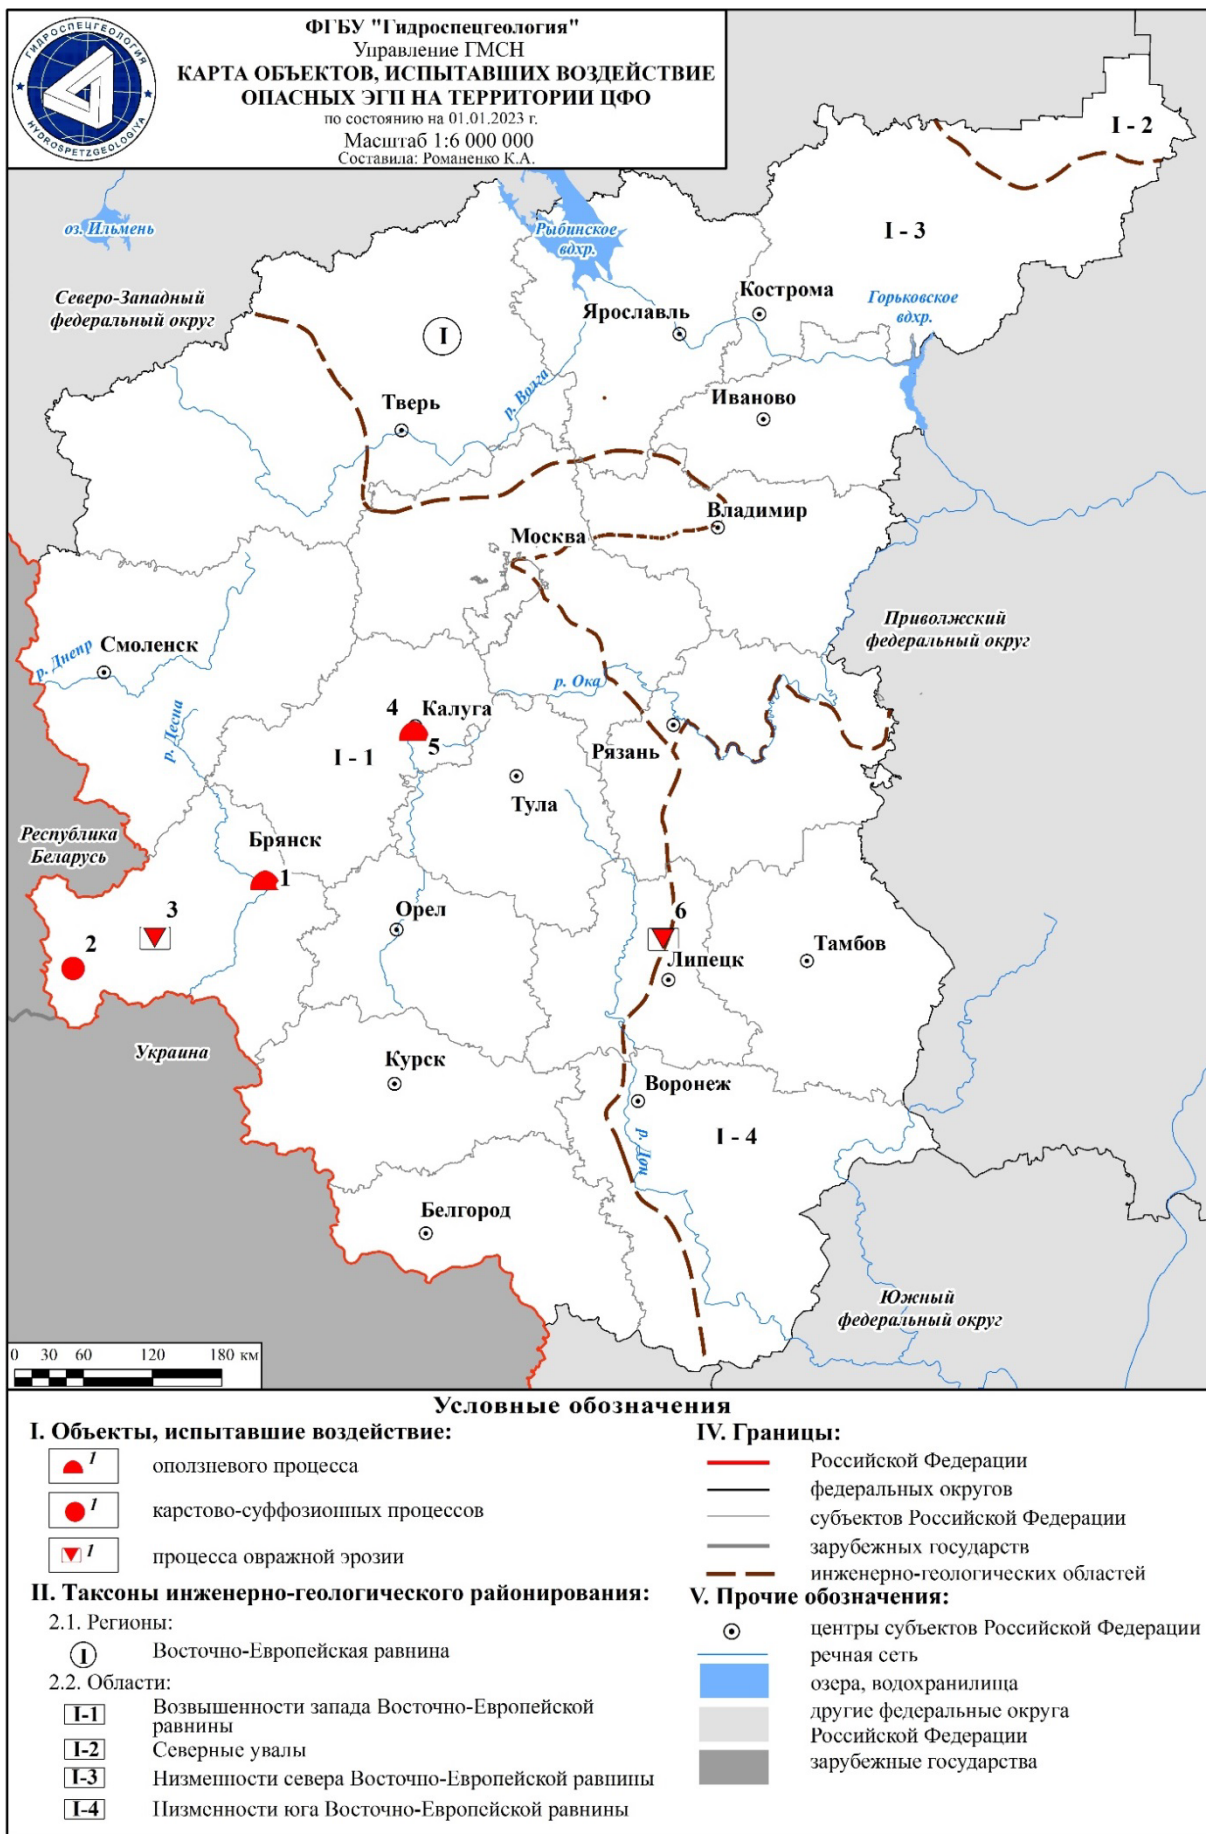 ФГБУ "Гидроспецгеология"
Управление ГМСН
КАРТА ОБЪЕКТОВ, ИСПЫТАВШИХ ВОЗДЕЙСТВИЕ
ОПАСНЫХ ЭГП НА ТЕРРИТОРИИ ЦФО
по состоянию на 01.01.2023 г.
Масштаб 1:6 000 000
Составила: Романенко К.А.
ГИДРОСПЕЦГЕОЛОГИЯ
HYDROSPETZGEOLOGIYA
I - 2
I - 3
оз. Ильмень
Рыбинское
вдхр.
Северо-Западный
федеральный округ
Кострома
Горьковское
вдхр.
Ярославль
I
р. Волга
Тверь
Иваново
Владимир
Москва
Приволжский
федеральный округ
Смоленск
р. Днепр
р. Ока
р. Десна
4
Калуга
5
I - 1
Рязань
Тула
Республика
Беларусь
Брянск
1
3
2
Орел
6
Липецк
Тамбов
Украина
Курск
Воронеж
р. Дон
I - 4
Белгород
Южный
федеральный округ
0 30 60 120 180 км
Условные обозначения
I. Объекты, испытавшие воздействие:
1 оползневого процесса
1 карстово-суффозионных процессов
1 процесса овражной эрозии
II. Таксоны инженерно-геологического районирования:
2.1. Регионы:
I Восточно-Европейская равнина
2.2. Области:
I-1 Возвышенности запада Восточно-Европейской
равнины
I-2 Северные увалы
I-3 Низменности севера Восточно-Европейской равнины
I-4 Низменности юга Восточно-Европейской равнины
IV. Границы:
Российской Федерации
федеральных округов
субъектов Российской Федерации
зарубежных государств
инженерно-геологических областей
V. Прочие обозначения:
центры субъектов Российской Федерации
речная сеть
озера, водохранилища
другие федеральные округа
Российской Федерации
зарубежные государства